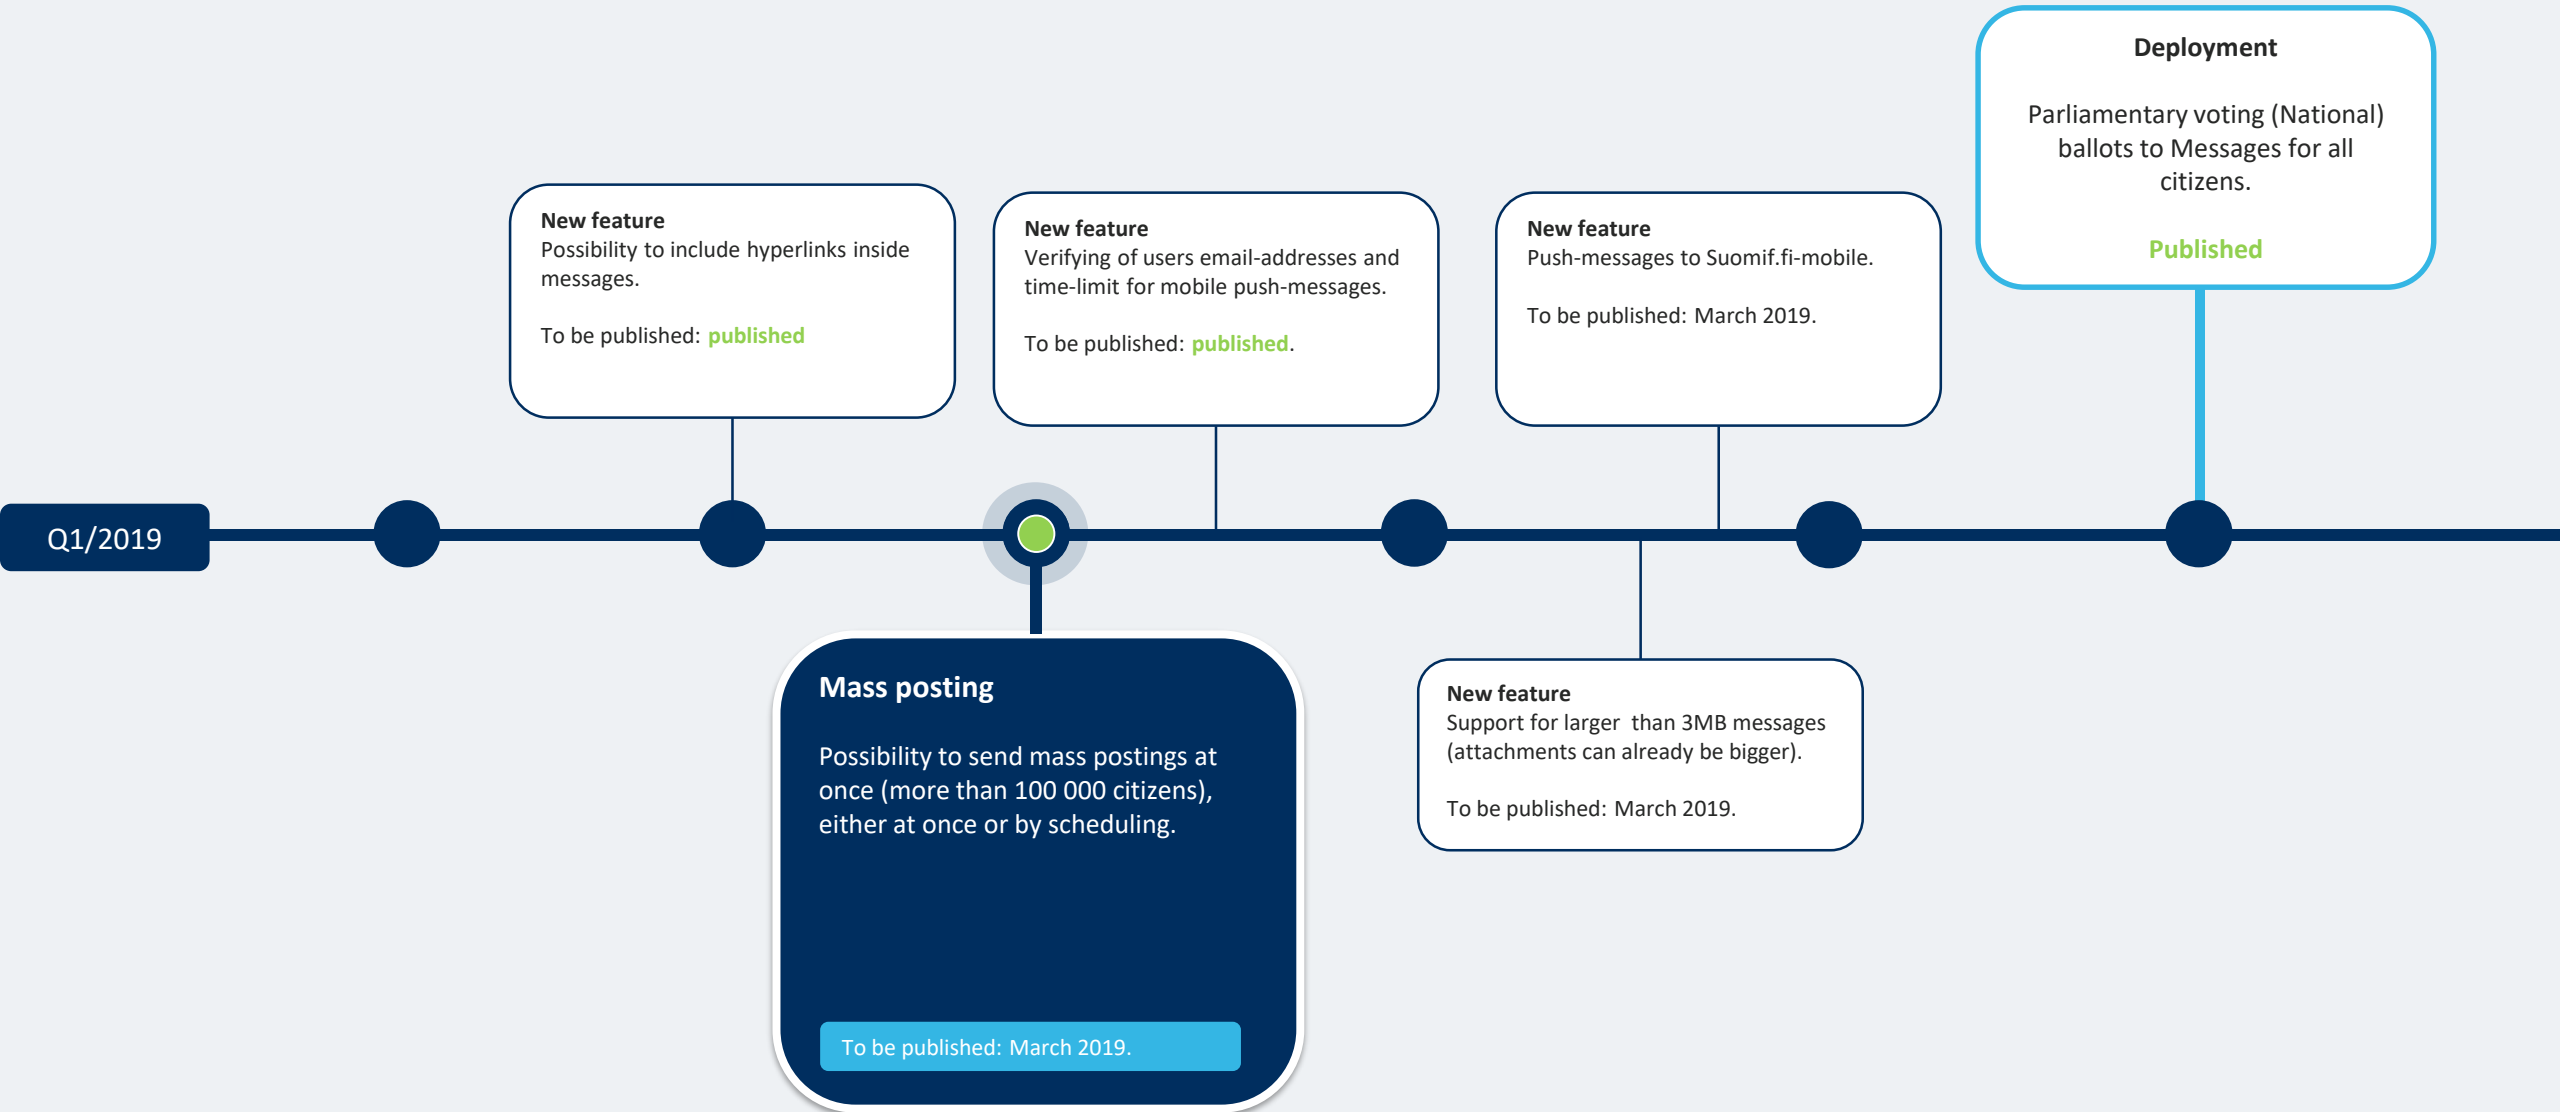 Deployment
Parliamentary voting (National)
ballots to Messages for all
citizens.
Published
New feature
Possibility to include hyperlinks inside
messages.
To be published: published
New feature
Verifying of users email-addresses and
time-limit for mobile push-messages.
To be published: published.
New feature
Push-messages to Suomif.fi-mobile.
To be published: March 2019.
Q1/2019
Mass posting
Possibility to send mass postings at
once (more than 100 000 citizens),
either at once or by scheduling.
To be published: March 2019.
New feature
Support for larger  than 3MB messages
(attachments can already be bigger).
To be published: March 2019.